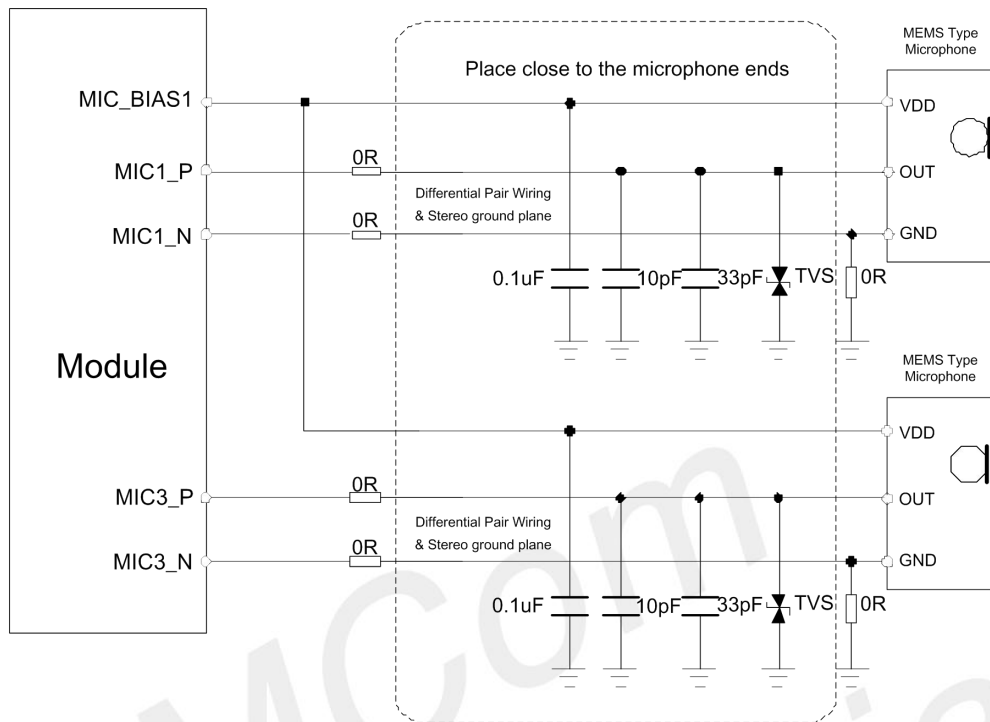 MEMS Type
Microphone
Place close to the microphone ends
MIC_BIAS1
VDD
MIC1_P
0R
OUT
Differential Pair Wiring
& Stereo ground plane
MIC1_N
0R
GND
0.1uF
10pF
33pF
TVS
0R
Module
MEMS Type
Microphone
VDD
MIC3_P
0R
OUT
Differential Pair Wiring
& Stereo ground plane
MIC3_N
0R
GND
0.1uF
10pF
33pF
TVS
0R